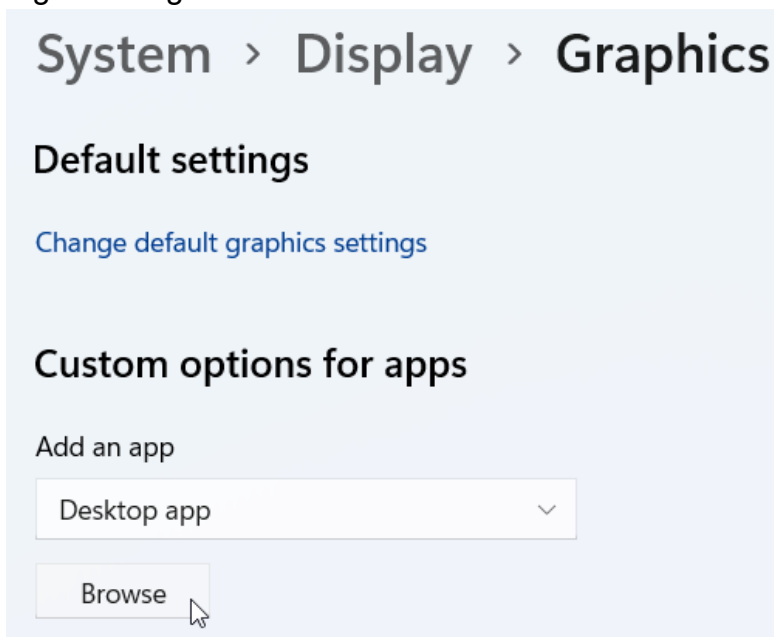 System > Display > Graphics
Default settings
Change default graphics settings
Custom options for apps
Add an app
Desktop app
Browse